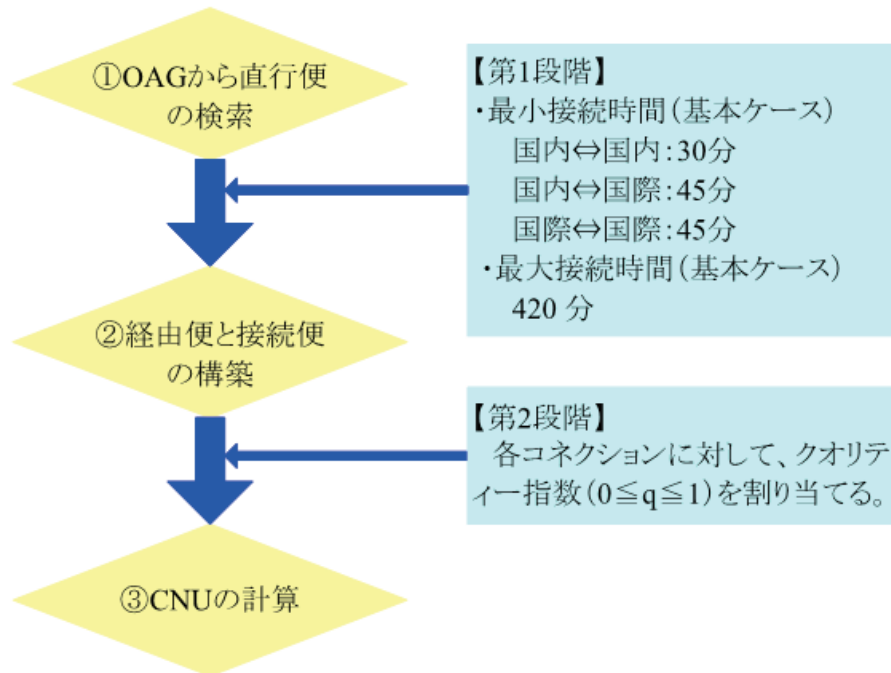 ①OAGから直行便
の検索
【第1段階】
・最小接続時間(基本ケース)
国内⇔国内:30分
国内⇔国際:45分
国際⇔国際:45分
・最大接続時間(基本ケース)
420 分
②経由便と接続便
の構築
【第2段階】
各コネクションに対して、クオリテ
ィー指数(0≦q≦1)を割り当てる。
③CNUの計算